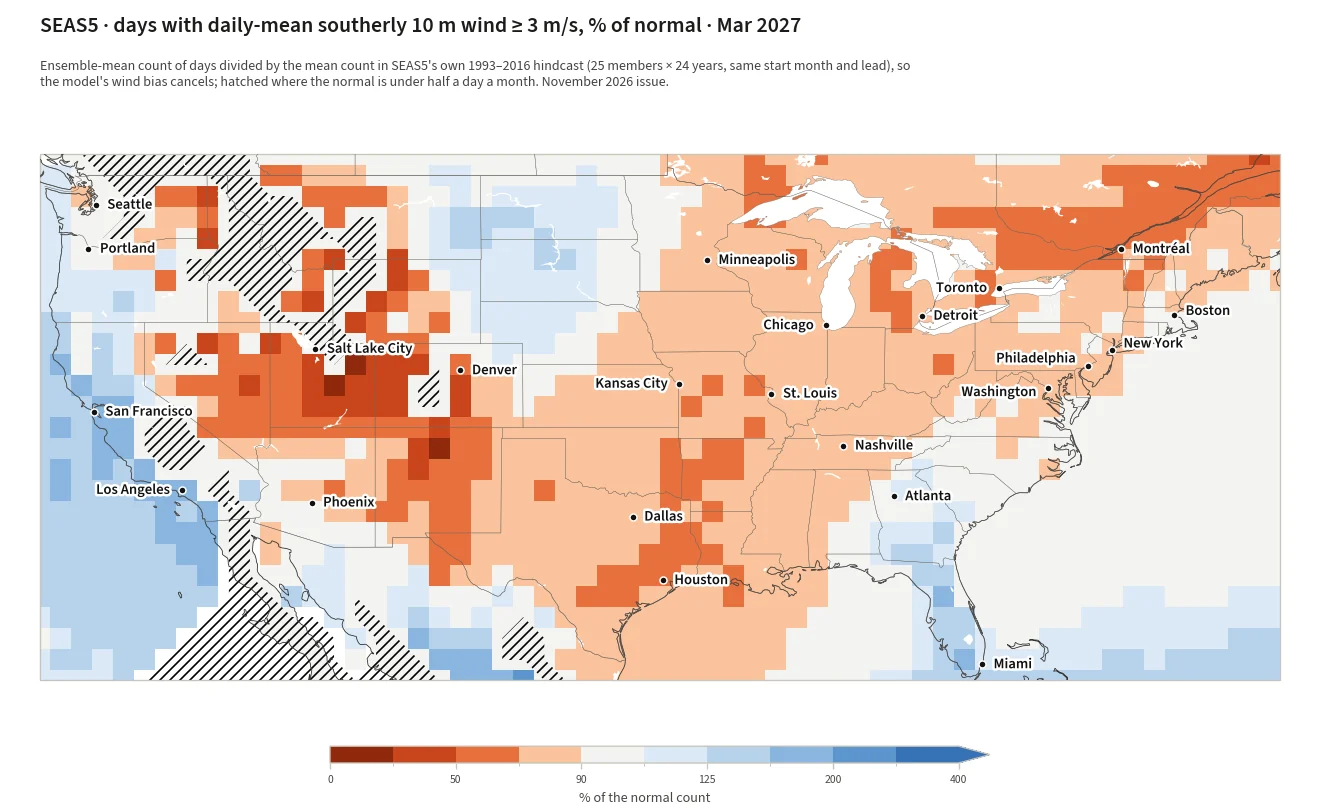 SEAS5 · days with daily-mean southerly 10 m wind ≥ 3 m/s, % of normal · Mar 2027
Ensemble-mean count of days divided by the mean count in SEAS5's own 1993–2016 hindcast (25 members × 24 years, same start month and lead), so
the model's wind bias cancels; hatched where the normal is under half a day a month. November 2026 issue.
Seattle
Portland
Montréal
Minneapolis
Toronto
Boston
Detroit
Chicago
New York
Salt Lake City
Philadelphia
Denver
Kansas City
St. Louis
Washington
San Francisco
Nashville
Los Angeles
Phoenix
Atlanta
Dallas
Houston
Miami
0 50 90 125 200 400
% of the normal count